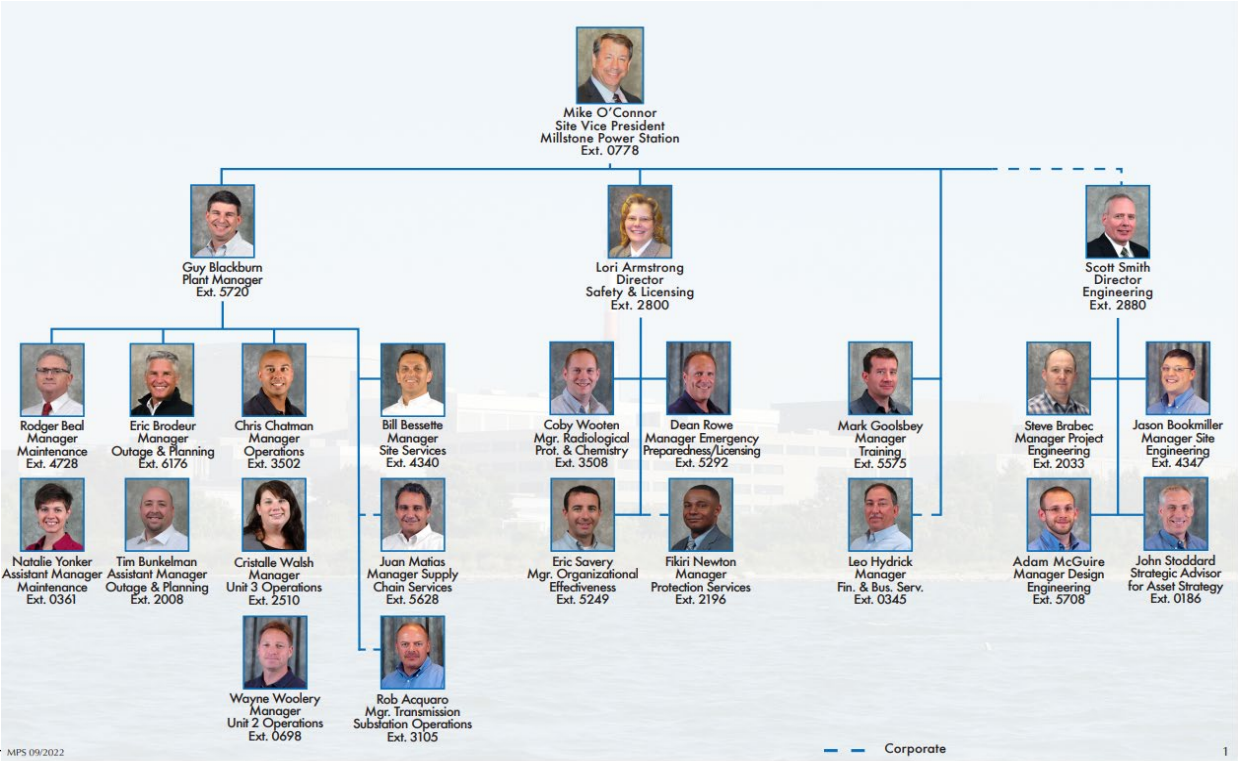 Mike O'Connor
Site Vice President
Millstone Power Station
Ext. 0778
Guy Blackburn
Plant Manager
Ext. 5720
Lori Armstrong
Director
Safety & Licensing
Ext. 2800
Scott Smith
Director
Engineering
Ext. 2880
Rodger Beal
Manager
Maintenance
Ext. 4728
Eric Brodeur
Manager
Outage & Planning
Ext. 6176
Chris Chatman
Manager
Operations
Ext. 3502
Bill Bessette
Manager
Site Services
Ext. 4340
Coby Wooten
Mgr. Radiological
Prot. & Chemistry
Ext. 3508
Dean Rowe
Manager Emergency
Preparedness/Licensing
Ext. 5292
Mark Goolsbey
Manager
Training
Ext. 5575
Steve Brabec
Manager Project
Engineering
Ext. 2033
Jason Bookmiller
Manager Site
Engineering
Ext. 4347
Natalie Yonker
Assistant Manager
Maintenance
Ext. 0361
Tim Bunkelman
Assistant Manager
Outage & Planning
Ext. 2008
Cristalle Walsh
Manager
Unit 3 Operations
Ext. 2510
Juan Matias
Manager Supply
Chain Services
Ext. 5628
Eric Savery
Mgr. Organizational
Effectiveness
Ext. 5249
Fikiri Newton
Manager
Protection Services
Ext. 2196
Leo Hydrick
Manager
Fin. & Bus. Serv.
Ext. 0345
Adam McGuire
Manager Design
Engineering
Ext. 5708
John Stoddard
Strategic Advisor
for Asset Strategy
Ext. 0186
Wayne Woolery
Manager
Unit 2 Operations
Ext. 0698
Rob Acquaro
Mgr. Transmission
Substation Operations
Ext. 3105
MPS 09/2022
Corporate
1